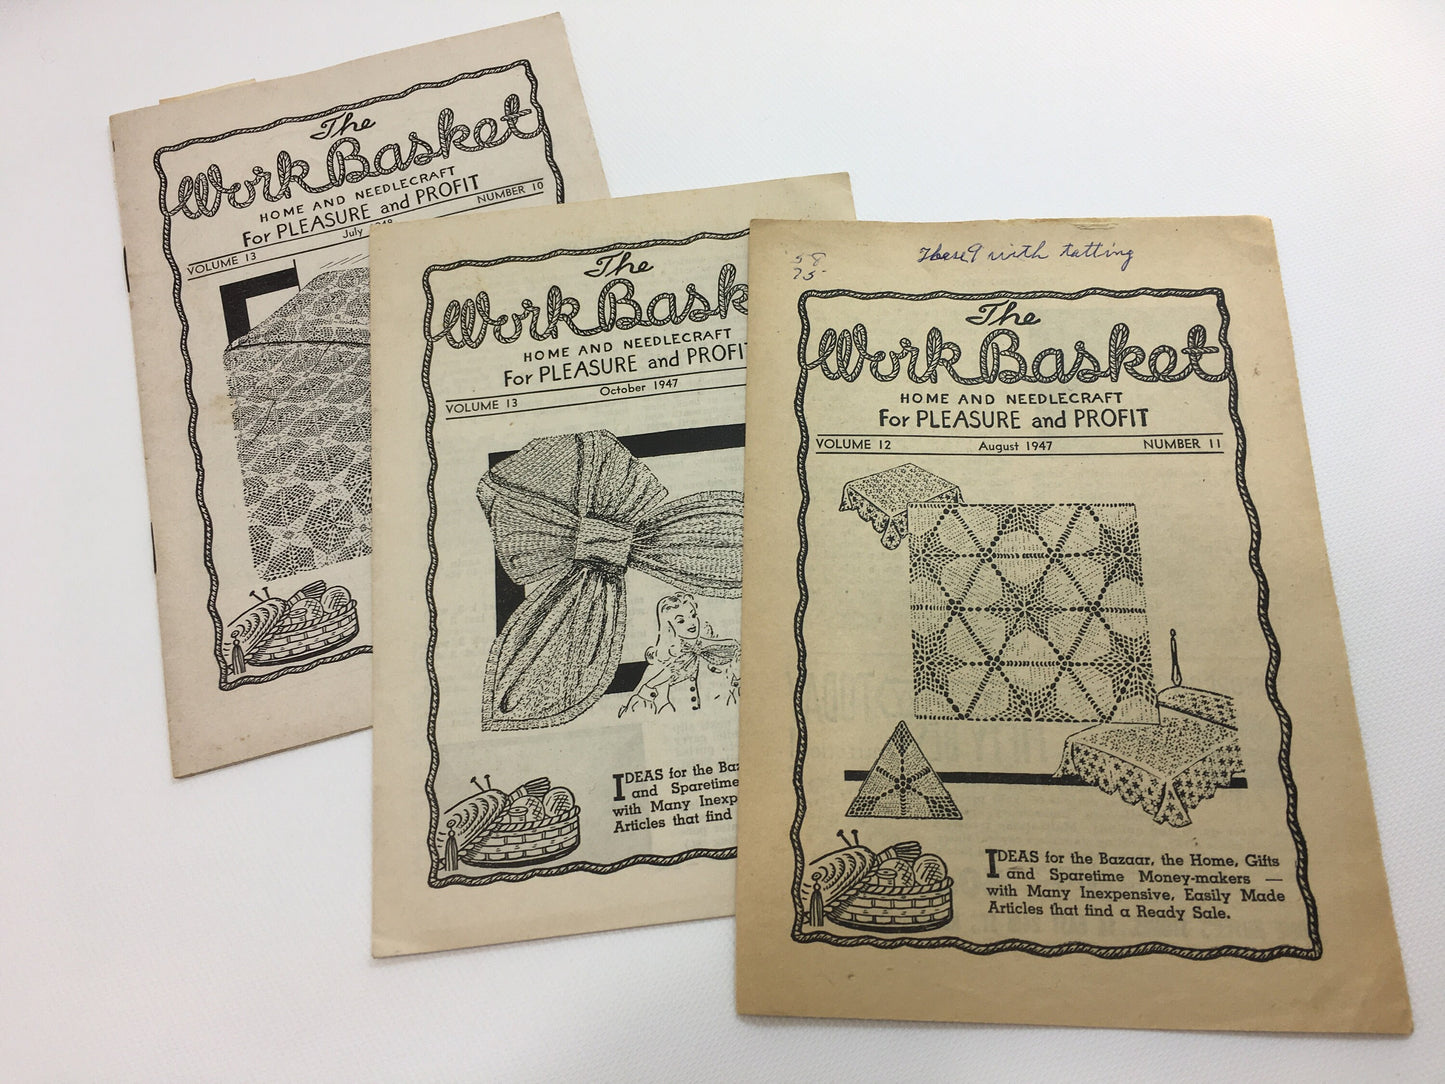 The
Work Basket
HOME AND NEEDLECRAFT
For PLEASURE and PROFIT
VOLUME 13 July 1948 NUMBER 10
The
Work Bask
HOME AND NEEDLECRAFT
For PLEASURE and PROFIT
VOLUME 13 October 1947
IDEAS for the Baz
and Sparetime
with Many Inexp
Articles that find
58
75
These 9 with tatting
The
Work Basket
HOME AND NEEDLECRAFT
For PLEASURE and PROFIT
VOLUME 12 August 1947 NUMBER 11
IDEAS for the Bazaar, the Home, Gifts
and Sparetime Money-makers —
with Many Inexpensive, Easily Made
Articles that find a Ready Sale.